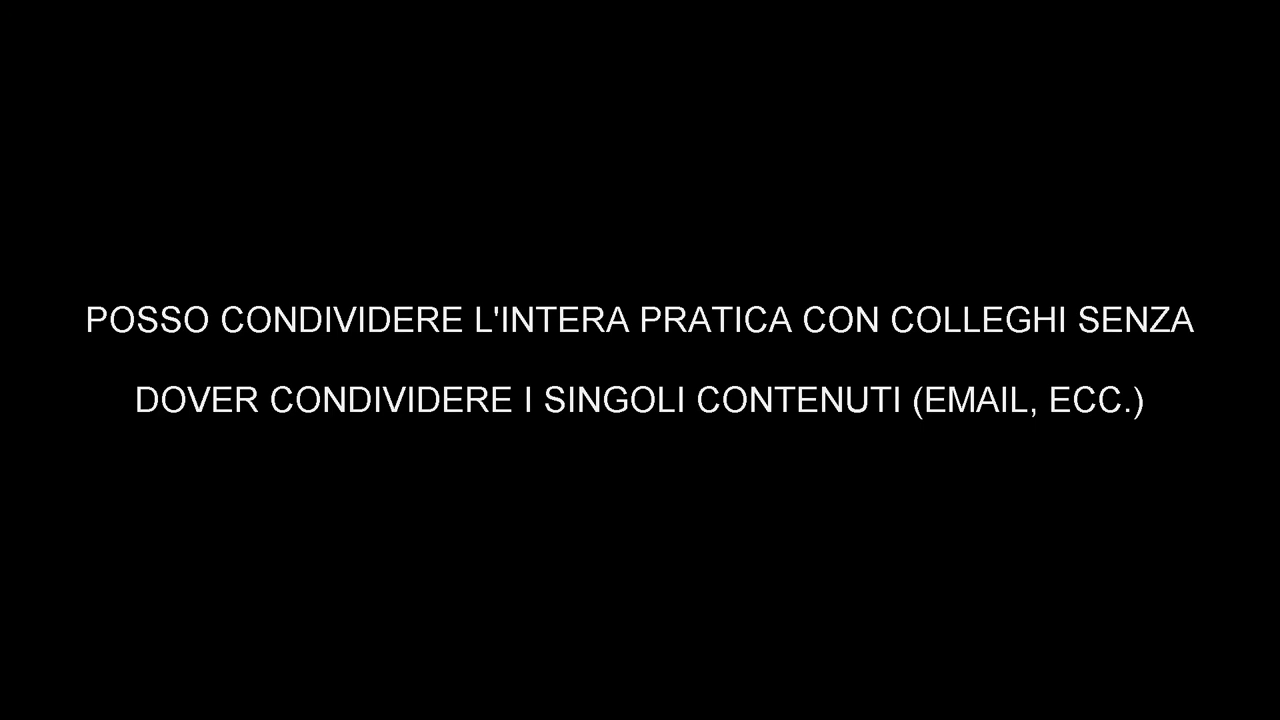 POSSO CONDIVIDERE L'INTERA PRATICA CON COLLEGHI SENZA
DOVER CONDIVIDERE I SINGOLI CONTENUTI (EMAIL, ECC.)